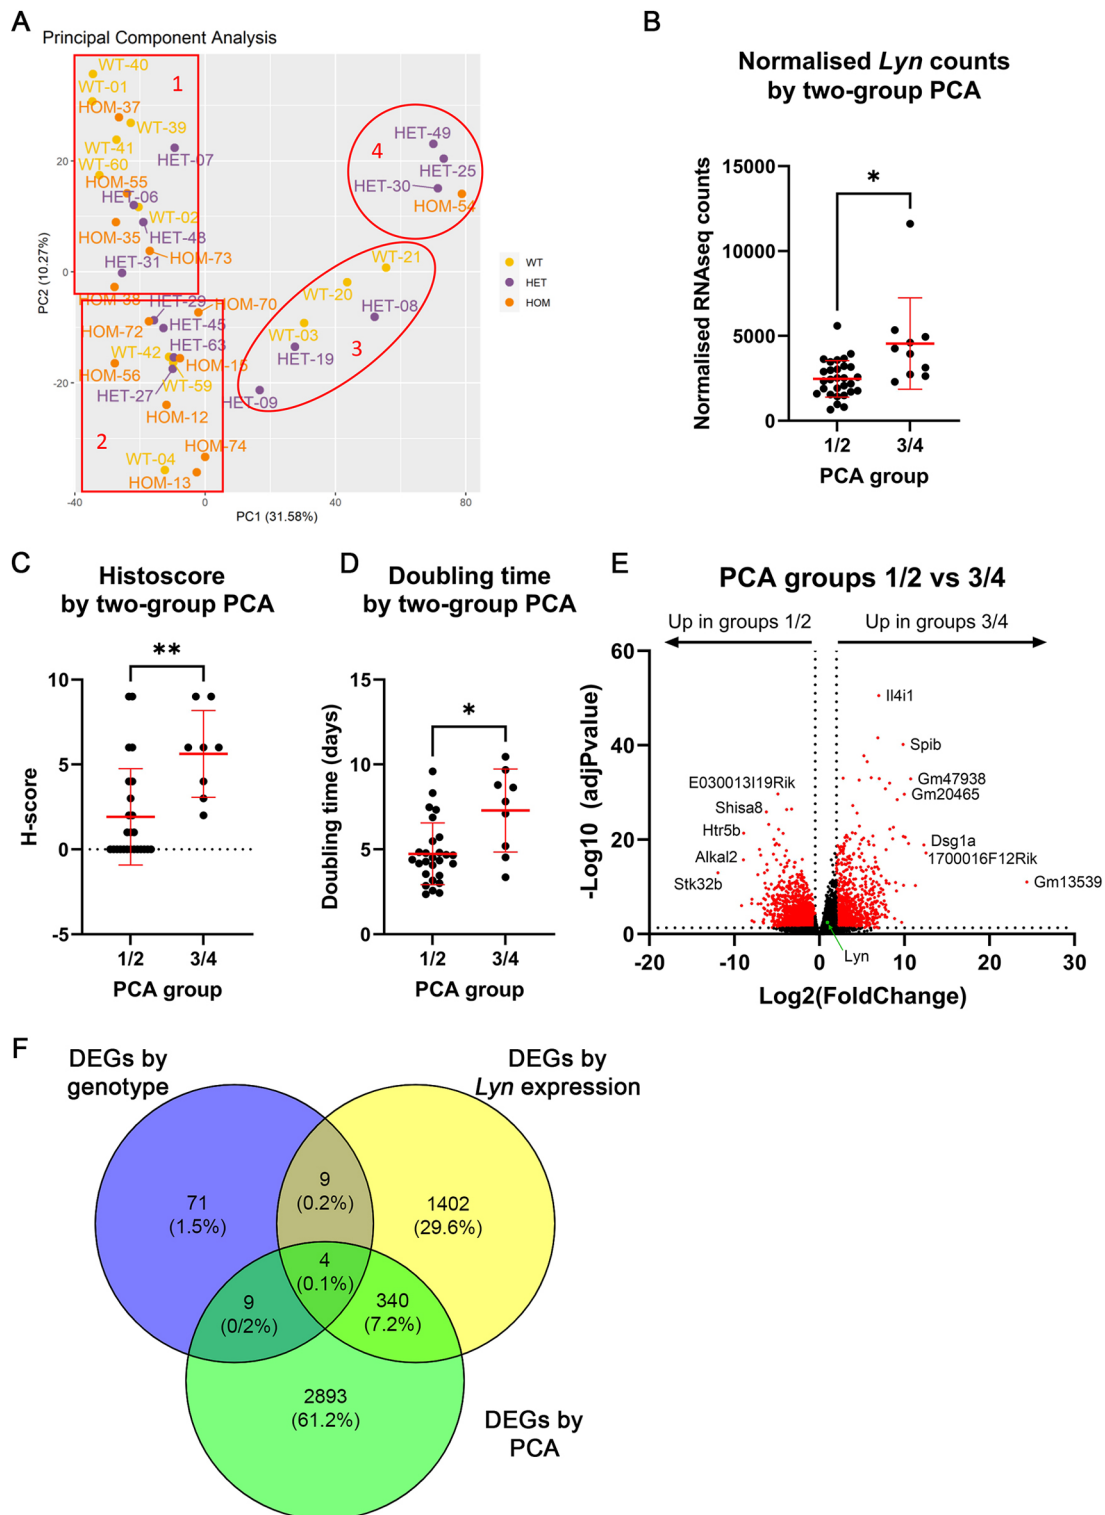 A
Principal Component Analysis
WT-40
1
WT-01
HOM-37
WT-39
WT-41
HET-07
WT-60
HOM-55
HET-06
WT-02
HOM-35
HET-48
HOM-73
HET-31
HOM-38
HET-29
HOM-70
HOM-72
HET-45
HET-63
WT-42
HOM-15
HOM-56
WT-59
HET-27
HOM-12
2
HOM-74
WT-04
HOM-13
HET-49
4
HET-25
HET-30
HOM-54
WT-21
WT-20
HET-08
WT-03
3
HET-19
HET-09
20
0
-20
PC2 (10.27%)
-40
0
40
80
PC1 (31.58%)
WT
HET
HOM
B
Normalised Lyn counts
by two-group PCA
*
15000
10000
5000
0
Normalised RNAseq counts
1/2
3/4
PCA group
C
Histoscore
by two-group PCA
**
10
5
0
-5
H-score
1/2
3/4
PCA group
D
Doubling time
by two-group PCA
*
15
10
5
0
Doubling time (days)
1/2
3/4
PCA group
E
PCA groups 1/2 vs 3/4
Up in groups 1/2
Up in groups 3/4
60
40
20
0
-Log10 (adjPvalue)
Il4i1
Spib
Gm47938
Gm20465
E030013I19Rik
Shisa8
Htr5b
Alkal2
Stk32b
Dsg1a
1700016F12Rik
Gm13539
Lyn
-20
-10
0
10
20
30
Log2(FoldChange)
F
DEGs by
genotype
DEGs by
Lyn expression
9
(0.2%)
71
(1.5%)
1402
(29.6%)
4
(0.1%)
9
(0/2%)
340
(7.2%)
2893
(61.2%)
DEGs by
PCA